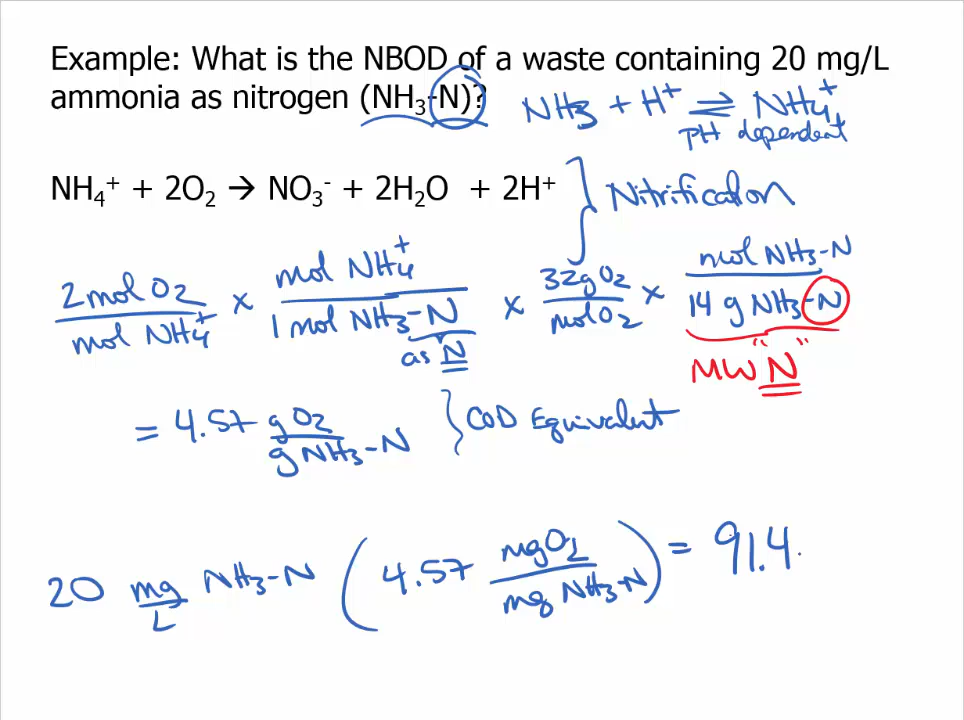 Example: What is the NBOD of a waste containing 20 mg/L
ammonia as nitrogen (NH₃-N)?
NH3 + H⁺ ⇌ NH4⁺
pH dependent
NH₄⁺ + 2O₂ → NO₃⁻ + 2H₂O + 2H⁺ } Nitrification
2 mol O2 / mol NH4⁺ x mol NH4⁺ / 1 mol NH3-N x 32g O2 / mol O2 x mol NH3-N / 14 g NH3-N
as N
MW "N"
= 4.57 g O2 / g NH3-N } COD Equivalent
20 mg/L NH3-N ( 4.57 mg O2 / mg NH3-N ) = 91.4